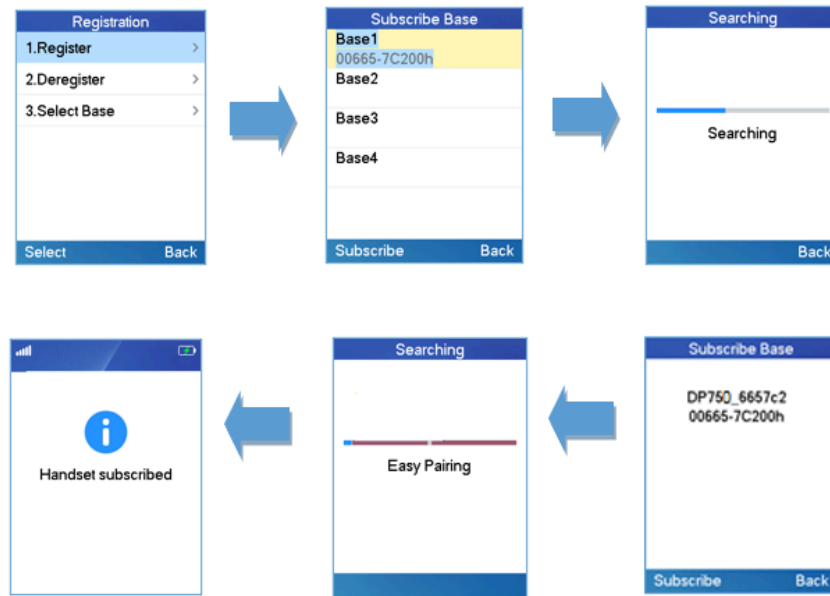 Registration
1.Register
2.Deregister
3.Select Base
Select Back
Subscribe Base
Base1
00665-7C200h
Base2
Base3
Base4
Subscribe Back
Searching
Searching
Back
Subscribe Base
DP750_6657c2
00665-7C200h
Subscribe Back
Searching
Easy Pairing
Handset subscribed